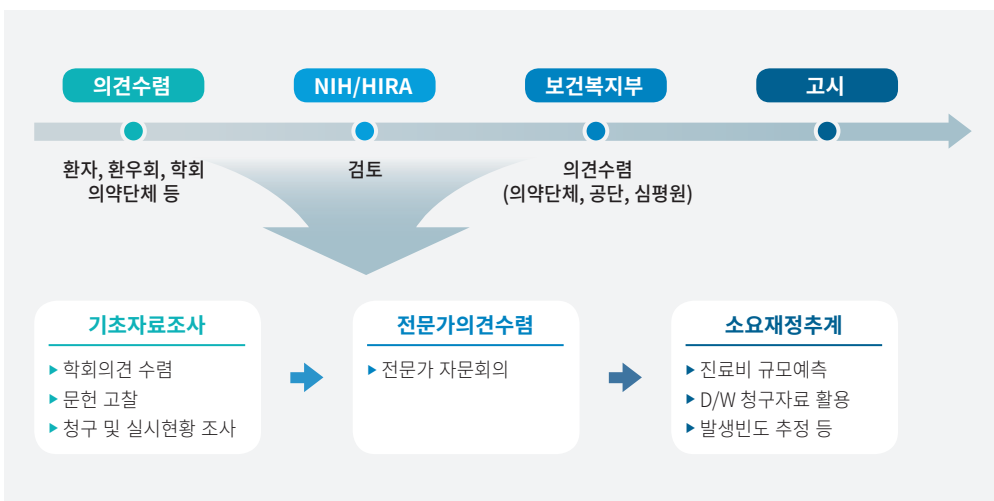 의견수렴
NIH/HIRA
보건복지부
고시
환자, 환우회, 학회
의약단체 등
검토
의견수렴
(의약단체, 공단, 심평원)
기초자료조사
학회의견 수렴
문헌 고찰
청구 및 실시현황 조사
전문가의견수렴
전문가 자문회의
소요재정추계
진료비 규모예측
D/W 청구자료 활용
발생빈도 추정 등